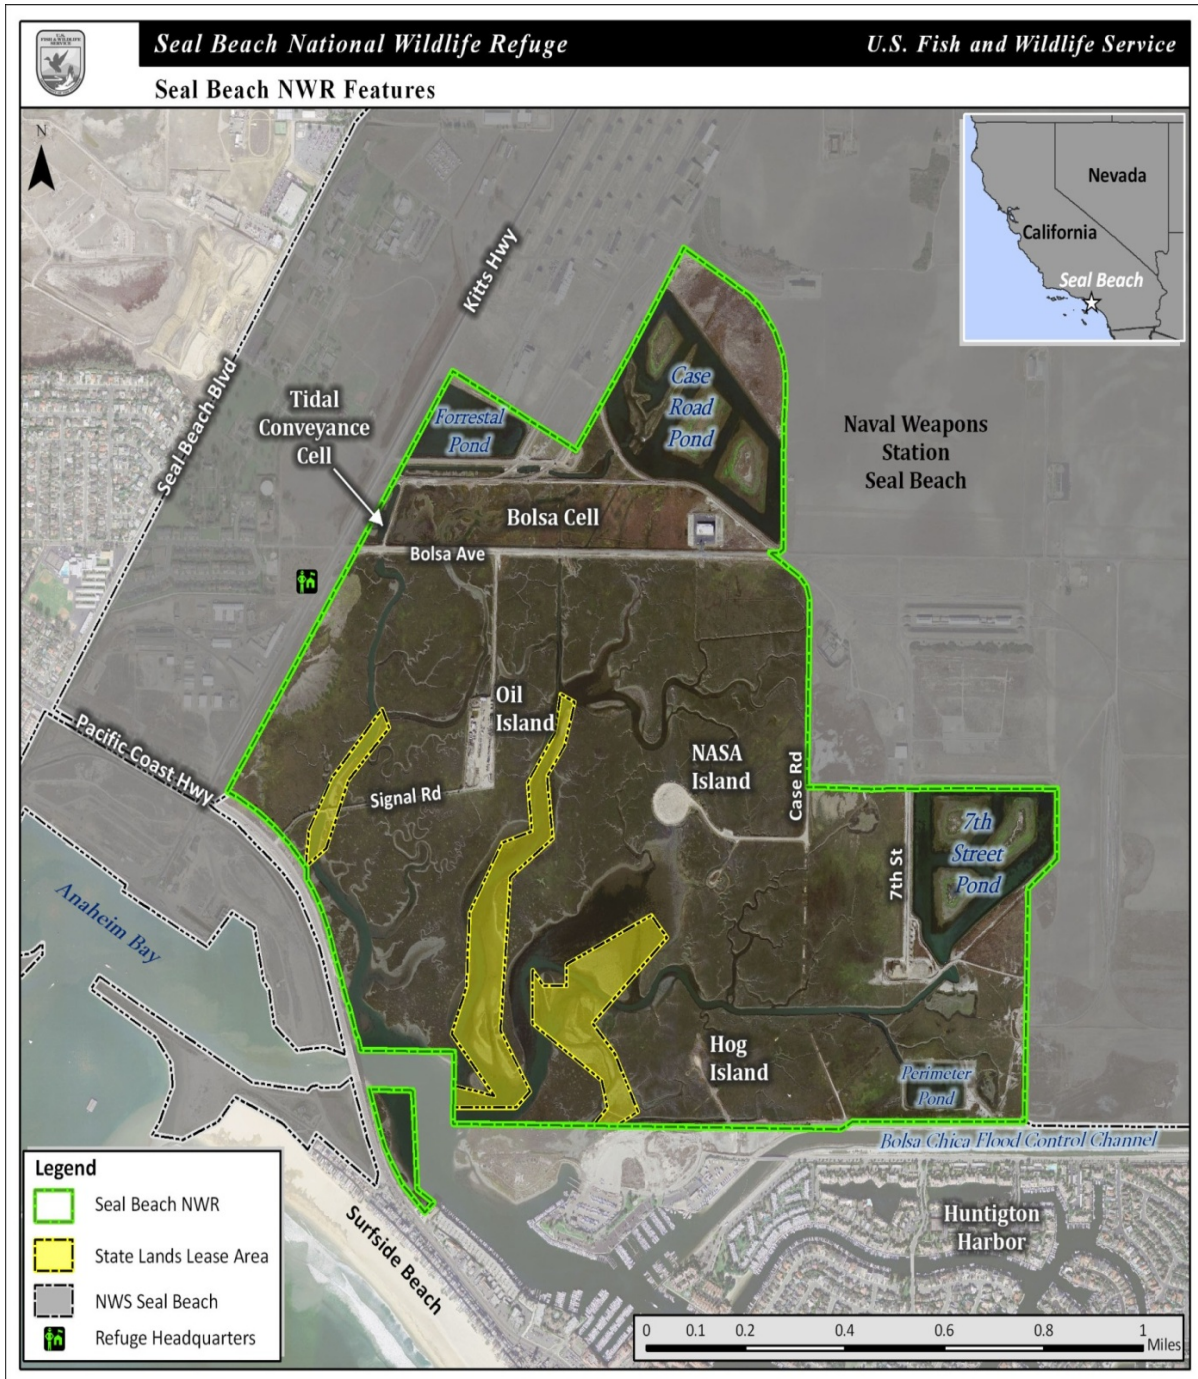 U.S.
FISH & WILDLIFE
SERVICE
Seal Beach National Wildlife Refuge
U.S. Fish and Wildlife Service
Seal Beach NWR Features
N
Nevada
California
Seal Beach
Kitts Hwy
Seal Beach Blvd
Tidal
Conveyance
Cell
Forrestal
Pond
Case
Road
Pond
Naval Weapons
Station
Seal Beach
Bolsa Cell
Bolsa Ave
Oil
Island
NASA
Island
Case Rd
Signal Rd
Pacific Coast Hwy
7th St
7th
Street
Pond
Anaheim Bay
Hog
Island
Perimeter
Pond
Bolsa Chica Flood Control Channel
Huntigton
Harbor
Surfside Beach
Legend
Seal Beach NWR
State Lands Lease Area
NWS Seal Beach
Refuge Headquarters
0 0.1 0.2 0.4 0.6 0.8 1
Miles